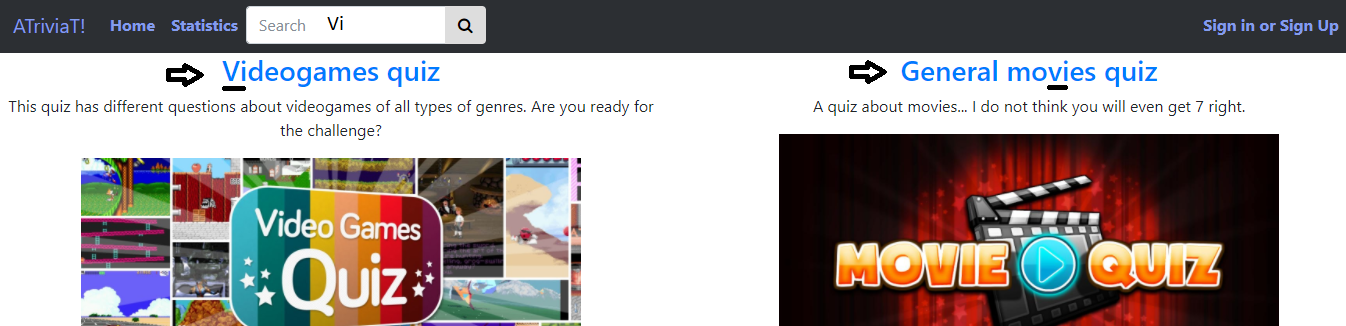 ATriviaT! Home Statistics Search Vi Sign in or Sign Up
Videogames quiz
This quiz has different questions about videogames of all types of genres. Are you ready for
the challenge?
Video Games
Quiz
General movies quiz
A quiz about movies... I do not think you will even get 7 right.
MOVIE QUIZ